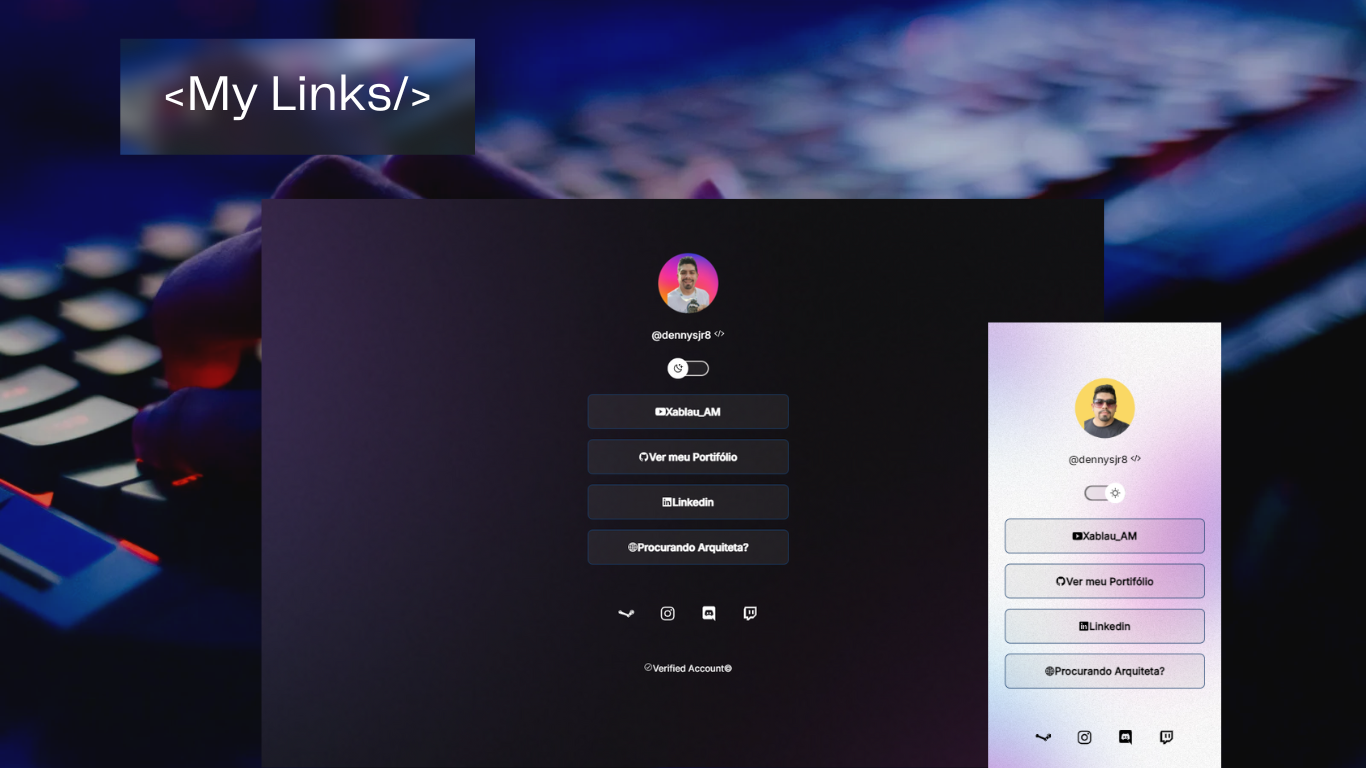 <My Links/>
@dennysjr8 </>
Xablau_AM
Ver meu Portifólio
Linkedin
Procurando Arquiteta?
Verified Account©
@dennysjr8 </>
Xablau_AM
Ver meu Portifólio
Linkedin
Procurando Arquiteta?